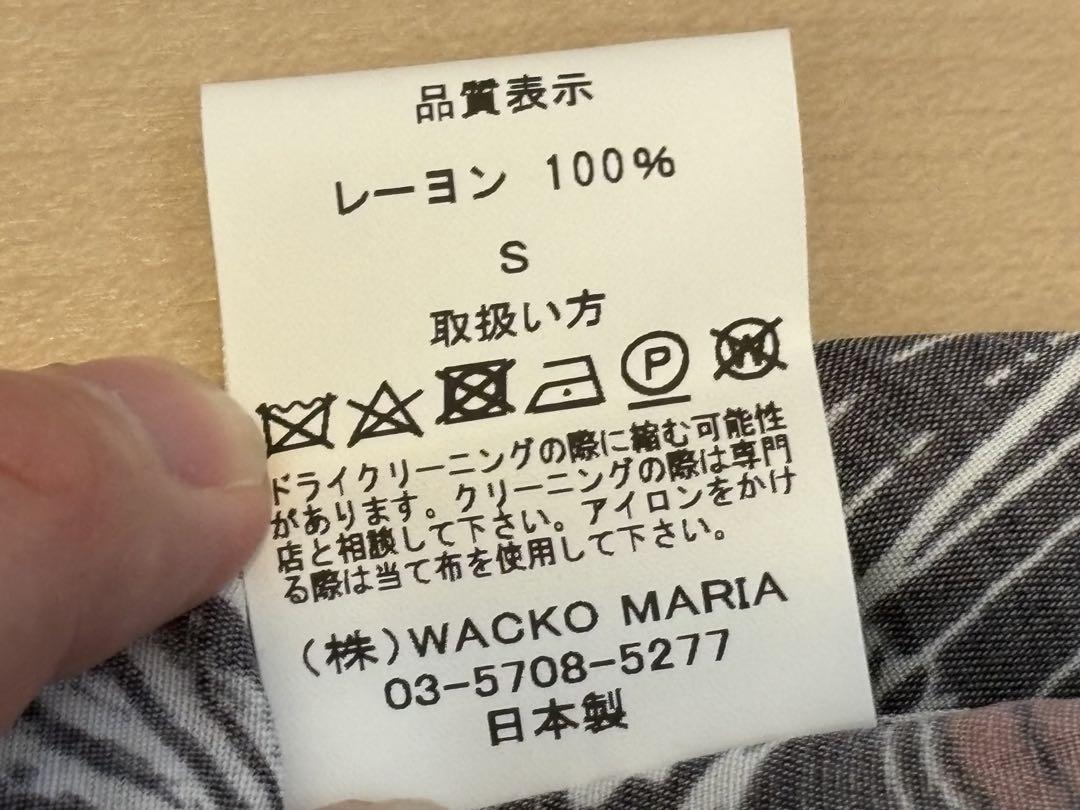 品質表示
レーヨン 100%
S
取扱い方
P W
ドライクリーニングの際に縮む可能性
があります。クリーニングの際は専門
店と相談して下さい。アイロンをかけ
る際は当て布を使用して下さい。
(株)WACKO MARIA
03-5708-5277
日本製